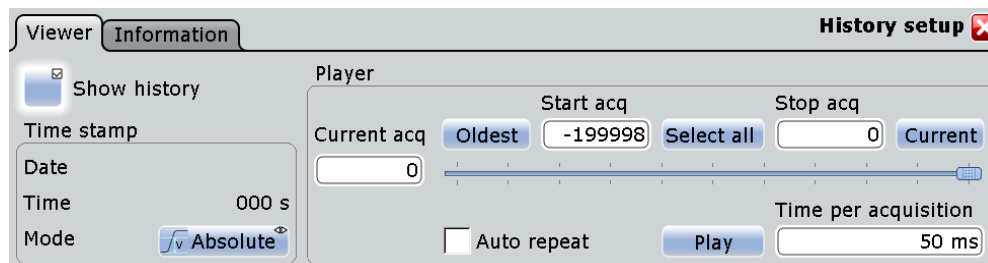 Viewer Information History setup
Show history
Player
Start acq Stop acq
Time stamp
Current acq Oldest -199998 Select all 0 Current
Date
0
Time 000 s
Time per acquisition
Mode Absolute Auto repeat Play 50 ms